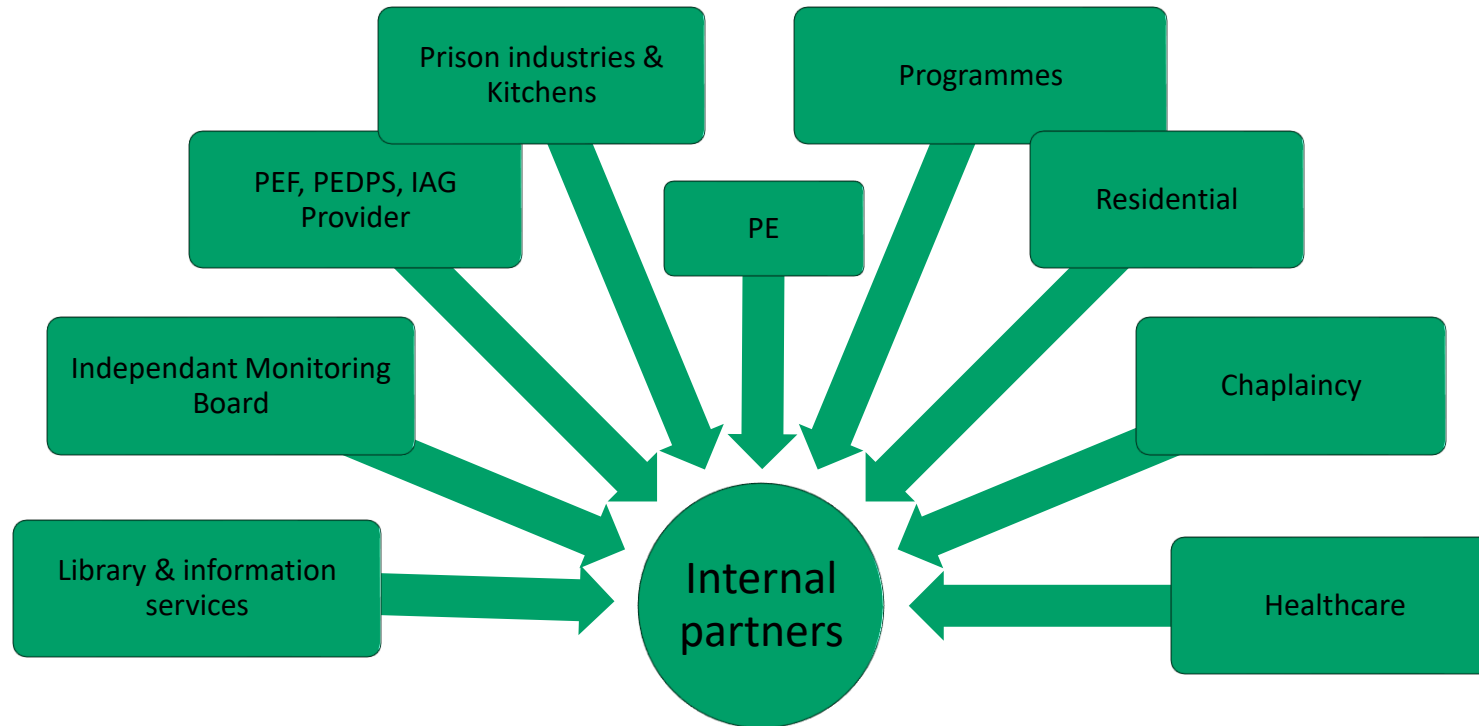 Prison industries &
Kitchens
Programmes
PEF, PEDPS, IAG
Provider
PE
Residential
Independant Monitoring
Board
Chaplaincy
Library & information
services
Internal
partners
Healthcare